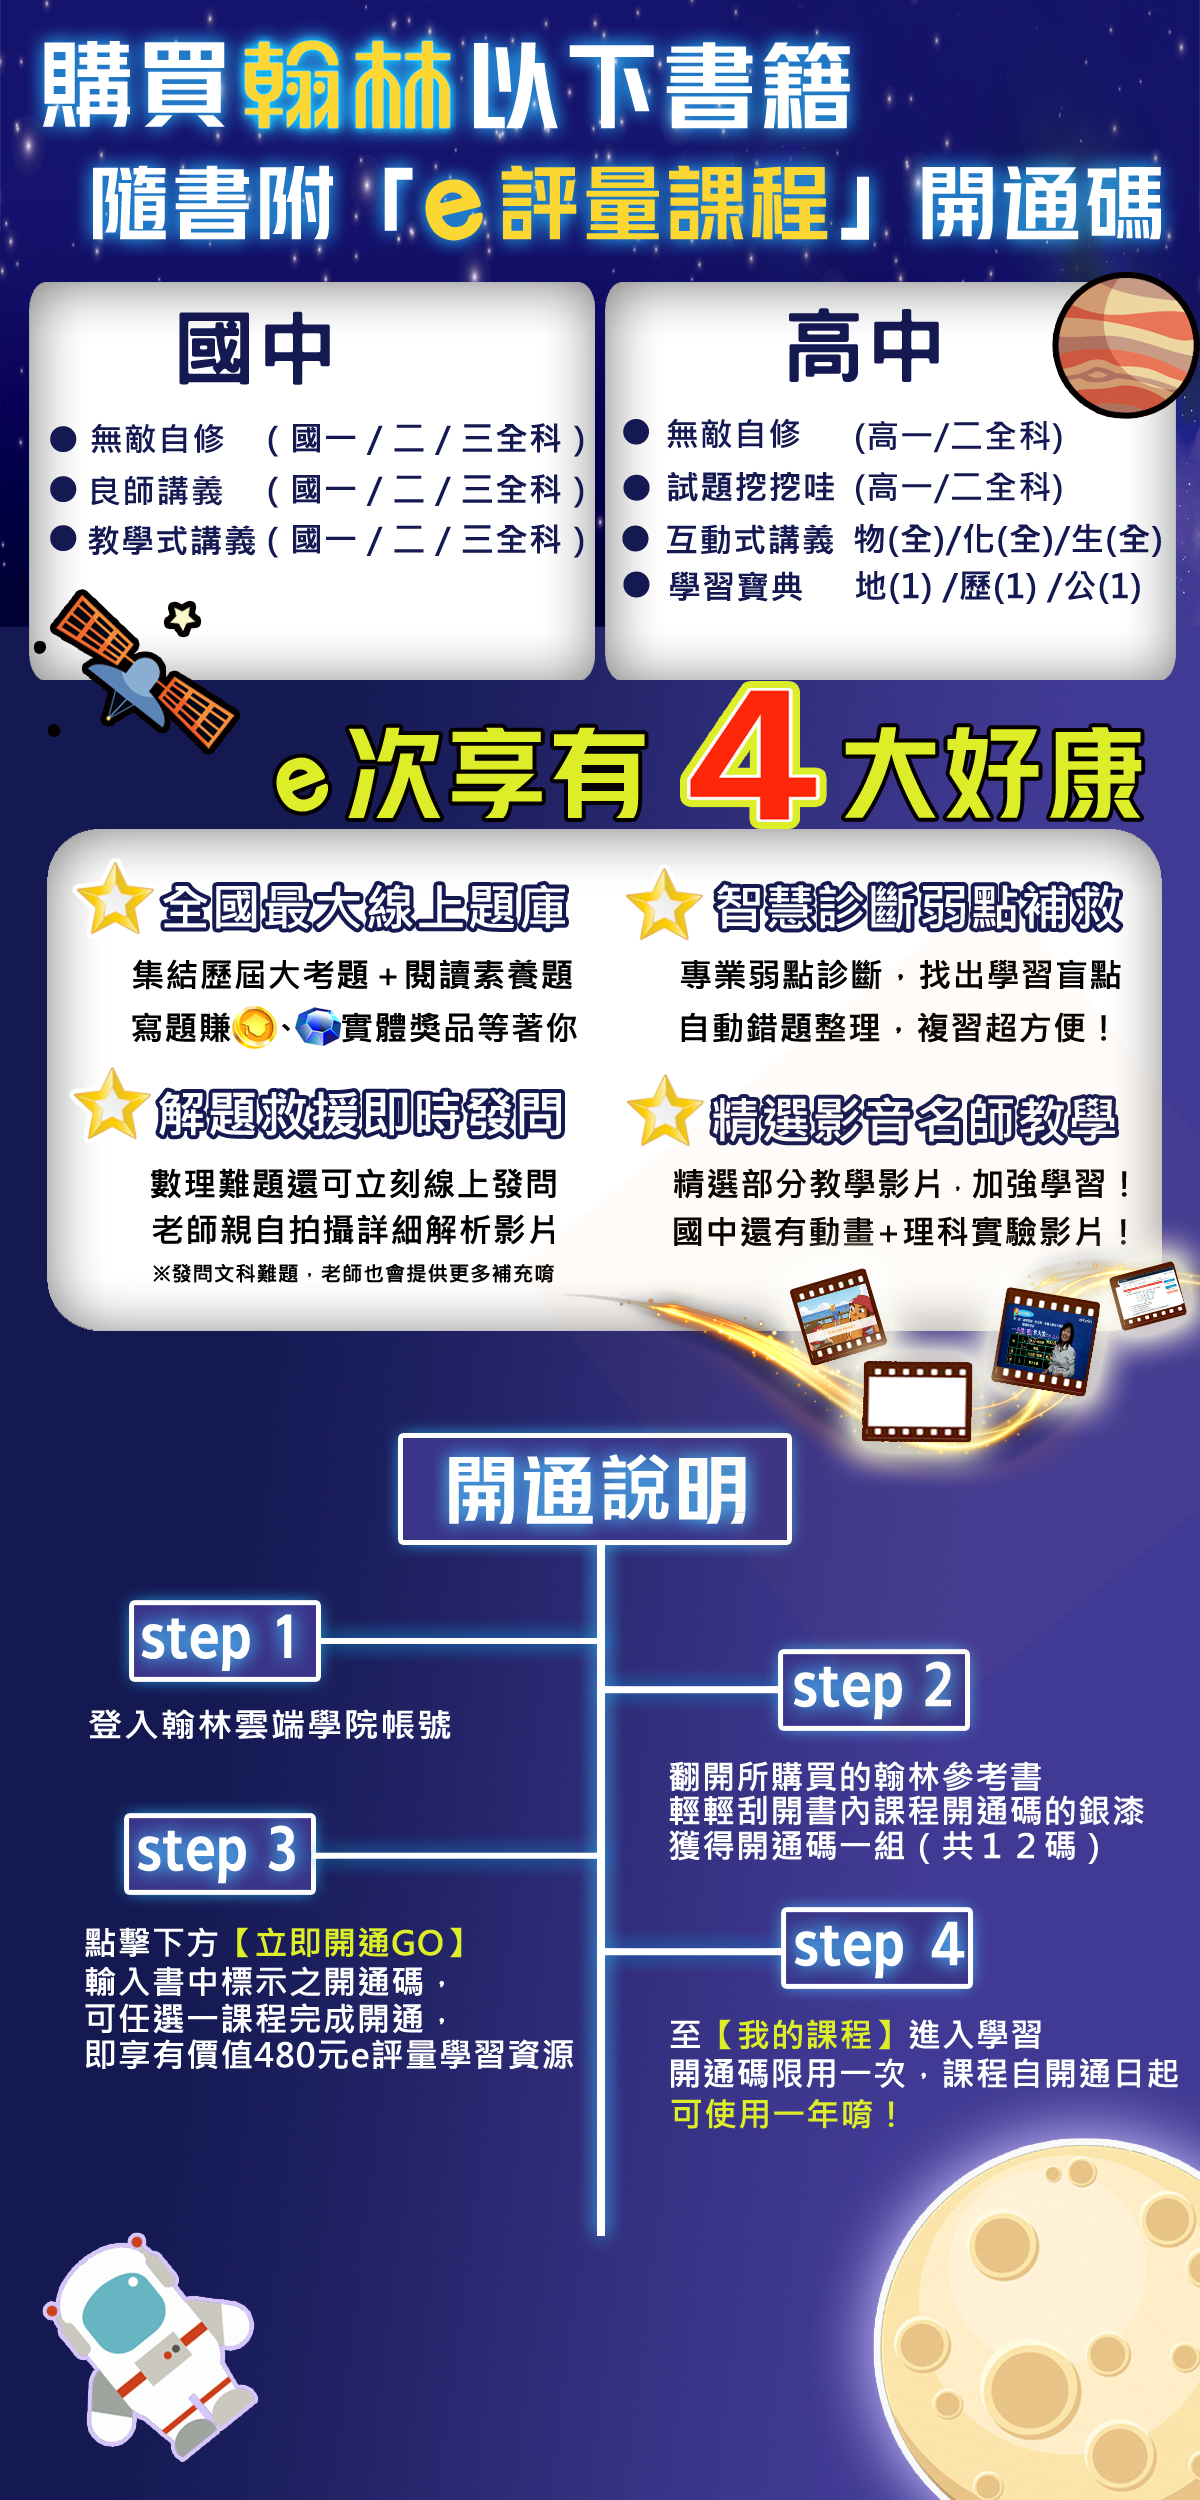 購買翰林以下書籍
隨書附「e評量課程」開通碼
國中
● 無敵自修 (國一/二/三全科)
● 良師講義 (國一/二/三全科)
● 教學式講義(國一/二/三全科)
高中
● 無敵自修 (高一/二全科)
● 試題挖挖哇 (高一/二全科)
● 互動式講義 物(全)/化(全)/生(全)
● 學習寶典 地(1) /歷(1) /公(1)
e次享有4大好康
全國最大線上題庫
集結歷屆大考題+閱讀素養題
寫題賺、實體獎品等著你
智慧診斷弱點補救
專業弱點診斷，找出學習盲點
自動錯題整理，複習超方便！
解題救援即時發問
數理難題還可立刻線上發問
老師親自拍攝詳細解析影片
※發問文科難題，老師也會提供更多補充唷
精選影音名師教學
精選部分教學影片，加強學習！
國中還有動畫+理科實驗影片！
開通說明
step 1
登入翰林雲端學院帳號
step 2
翻開所購買的翰林參考書
輕輕刮開書內課程開通碼的銀漆
獲得開通碼一組(共１２碼)
step 3
點擊下方【立即開通GO】
輸入書中標示之開通碼，
可任選一課程完成開通，
即享有價值480元e評量學習資源
step 4
至【我的課程】進入學習
開通碼限用一次，課程自開通日起
可使用一年唷！